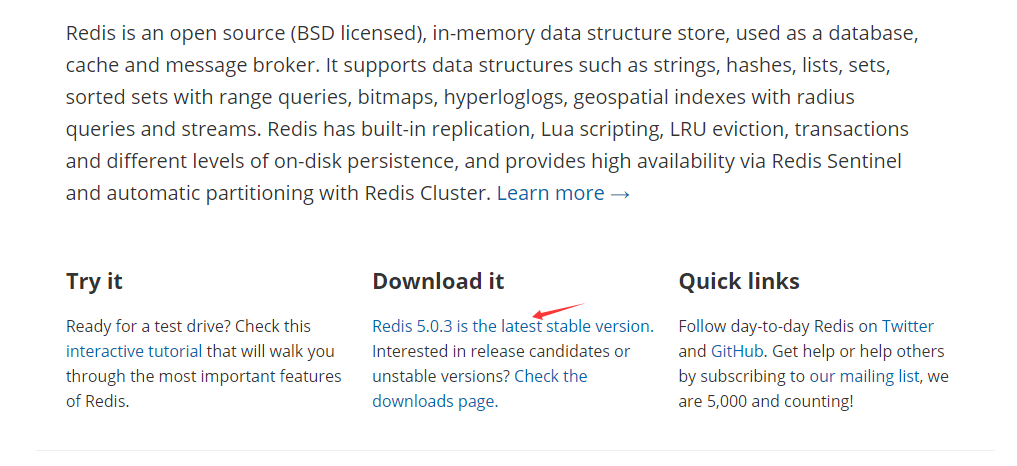 Redis is an open source (BSD licensed), in-memory data structure store, used as a database,
cache and message broker. It supports data structures such as strings, hashes, lists, sets,
sorted sets with range queries, bitmaps, hyperloglogs, geospatial indexes with radius
queries and streams. Redis has built-in replication, Lua scripting, LRU eviction, transactions
and different levels of on-disk persistence, and provides high availability via Redis Sentinel
and automatic partitioning with Redis Cluster. Learn more →
Try it
Ready for a test drive? Check this
interactive tutorial that will walk you
through the most important features
of Redis.
Download it
Redis 5.0.3 is the latest stable version.
Interested in release candidates or
unstable versions? Check the
downloads page.
Quick links
Follow day-to-day Redis on Twitter
and GitHub. Get help or help others
by subscribing to our mailing list, we
are 5,000 and counting!